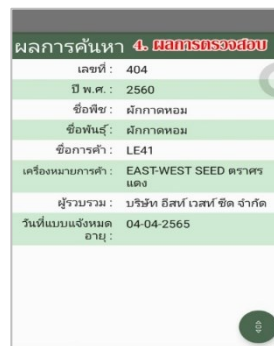 ผลการค้นหา 4. ผลการตรวจสอบ
เลขที่ : 404
ปี พ.ศ. : 2560
ชื่อพืช : ผักกาดหอม
ชื่อพันธุ์ : ผักกาดหอม
ชื่อการค้า : LE41
เครื่องหมายการค้า : EAST-WEST SEED ตราศร
แดง
ผู้รวบรวม : บริษัท อีสท์ เวสท์ ซีด จำกัด
วันที่แบบแจ้งหมด 04-04-2565
อายุ :